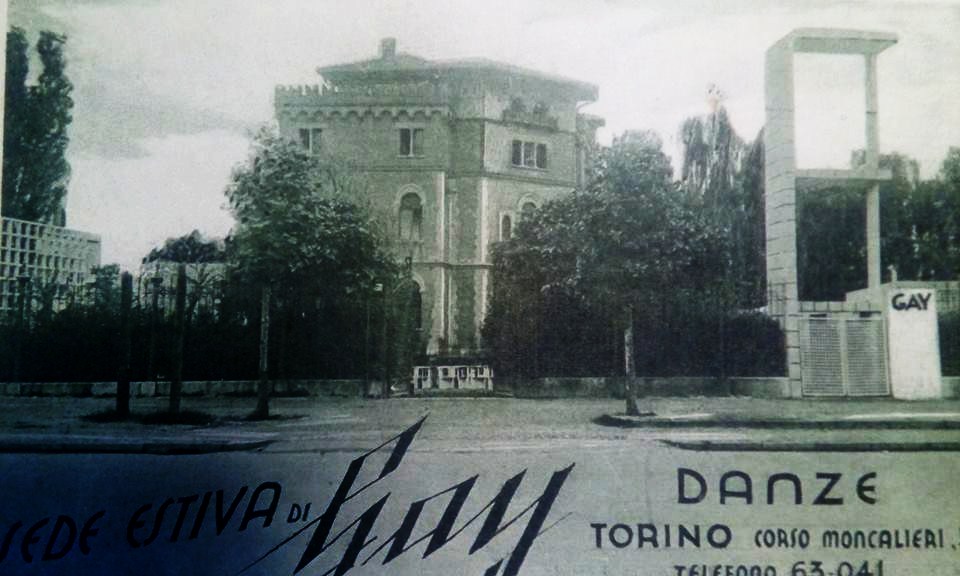 GAY
SEDE ESTIVA DI Gay
DANZE
TORINO CORSO MONCALIERI,
TELEFONO 63-041